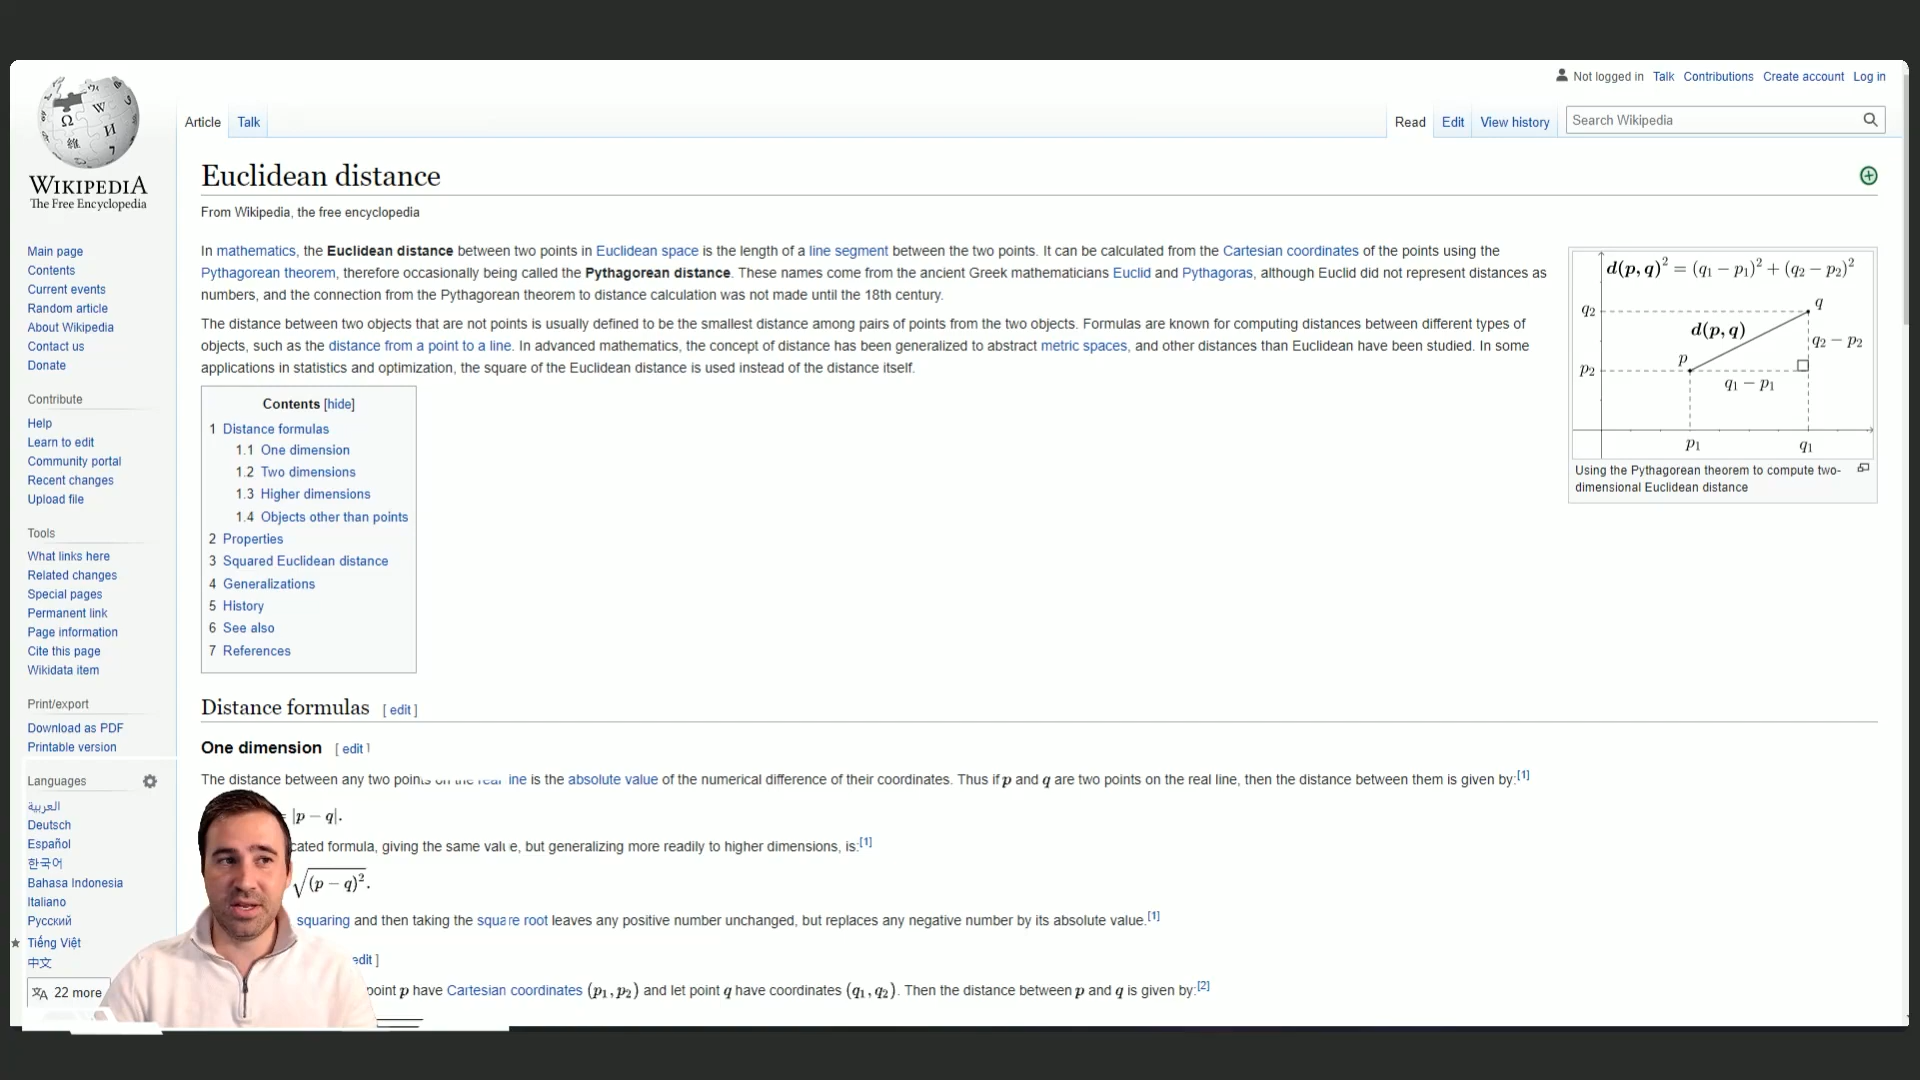 Not logged in Talk Contributions Create account Log in
Article Talk Read Edit View history Search Wikipedia
WIKIPEDIA
The Free Encyclopedia
Main page
Contents
Current events
Random article
About Wikipedia
Contact us
Donate
Contribute
Help
Learn to edit
Community portal
Recent changes
Upload file
Tools
What links here
Related changes
Special pages
Permanent link
Page information
Cite this page
Wikidata item
Print/export
Download as PDF
Printable version
Languages
العربية
Deutsch
Español
한국어
Bahasa Indonesia
Italiano
Русский
Tiếng Việt
中文
22 more
Euclidean distance
From Wikipedia, the free encyclopedia
In mathematics, the Euclidean distance between two points in Euclidean space is the length of a line segment between the two points. It can be calculated from the Cartesian coordinates of the points using the
Pythagorean theorem, therefore occasionally being called the Pythagorean distance. These names come from the ancient Greek mathematicians Euclid and Pythagoras, although Euclid did not represent distances as
numbers, and the connection from the Pythagorean theorem to distance calculation was not made until the 18th century.
The distance between two objects that are not points is usually defined to be the smallest distance among pairs of points from the two objects. Formulas are known for computing distances between different types of
objects, such as the distance from a point to a line. In advanced mathematics, the concept of distance has been generalized to abstract metric spaces, and other distances than Euclidean have been studied. In some
applications in statistics and optimization, the square of the Euclidean distance is used instead of the distance itself.
d(p, q)² = (q₁ − p₁)² + (q₂ − p₂)²
q
q₂
d(p, q)
q₂ − p₂
p
p₂
q₁ − p₁
p₁ q₁
Using the Pythagorean theorem to compute two-
dimensional Euclidean distance
Contents [hide]
1 Distance formulas
1.1 One dimension
1.2 Two dimensions
1.3 Higher dimensions
1.4 Objects other than points
2 Properties
3 Squared Euclidean distance
4 Generalizations
5 History
6 See also
7 References
Distance formulas [ edit ]
One dimension [ edit ]
The distance between any two points on the real line is the absolute value of the numerical difference of their coordinates. Thus if p and q are two points on the real line, then the distance between them is given by:[1]
= |p − q|.
cated formula, giving the same value, but generalizing more readily to higher dimensions, is:[1]
√(p − q)².
squaring and then taking the square root leaves any positive number unchanged, but replaces any negative number by its absolute value.[1]
edit ]
point p have Cartesian coordinates (p₁, p₂) and let point q have coordinates (q₁, q₂). Then the distance between p and q is given by:[2]